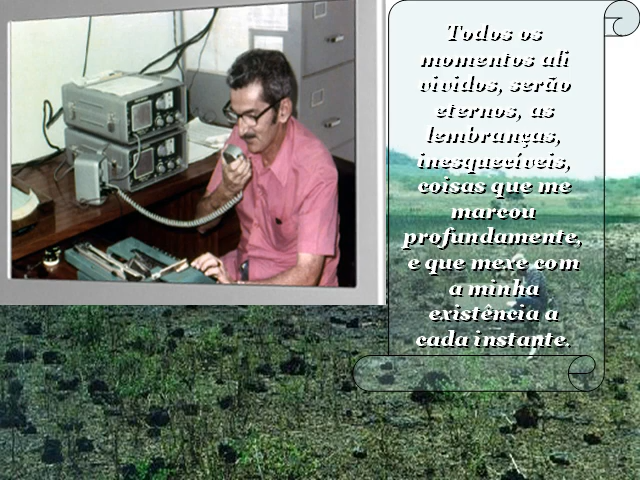 Todos os
momentos ali
vividos, serão
eternos, as
lembranças,
inesquecíveis,
coisas que me
marcou
profundamente,
e que mexe com
a minha
existência a
cada instante.